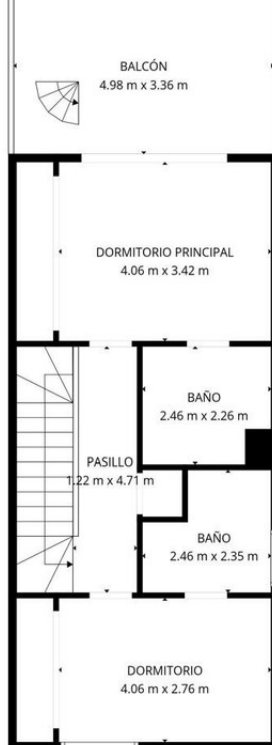 BALCÓN
4.98 m x 3.36 m
DORMITORIO PRINCIPAL
4.06 m x 3.42 m
BAÑO
2.46 m x 2.26 m
PASILLO
1.22 m x 4.71 m
BAÑO
2.46 m x 2.35 m
DORMITORIO
4.06 m x 2.76 m